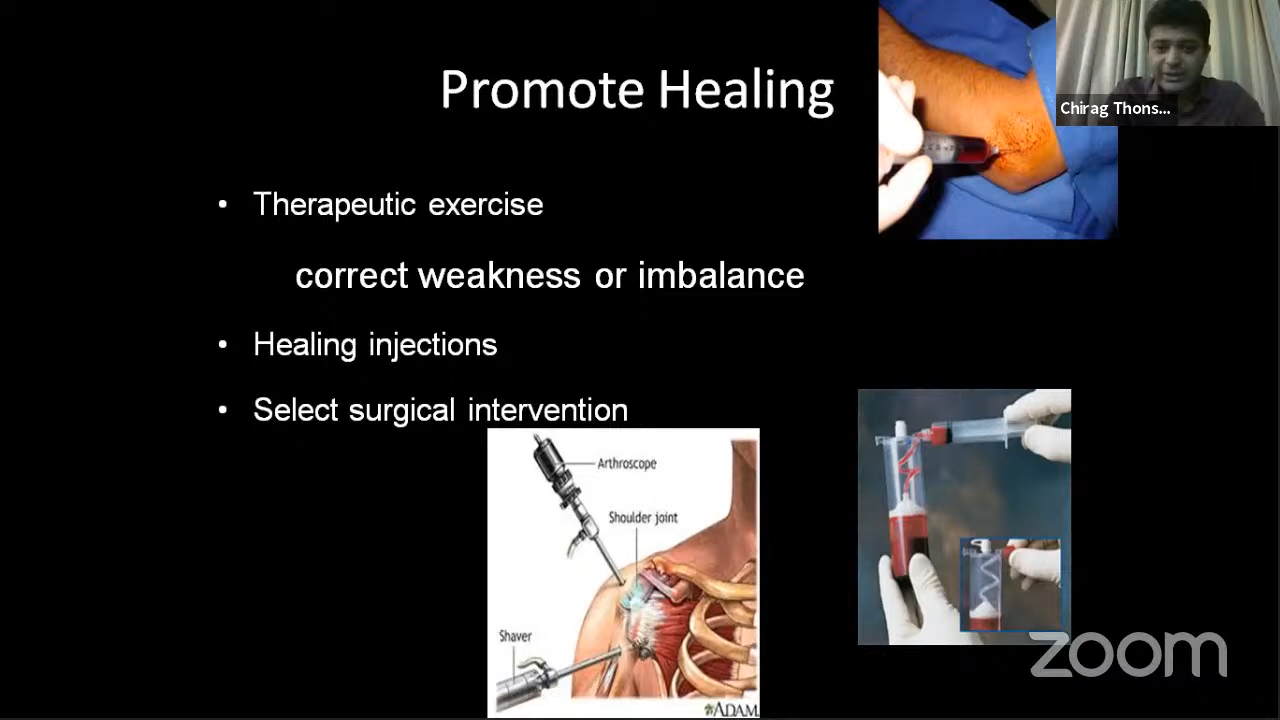 Promote Healing
Chirag Thons...
• Therapeutic exercise
correct weakness or imbalance
• Healing injections
• Select surgical intervention
Arthroscope
Shoulder joint
Shaver
ADAM.
zoom